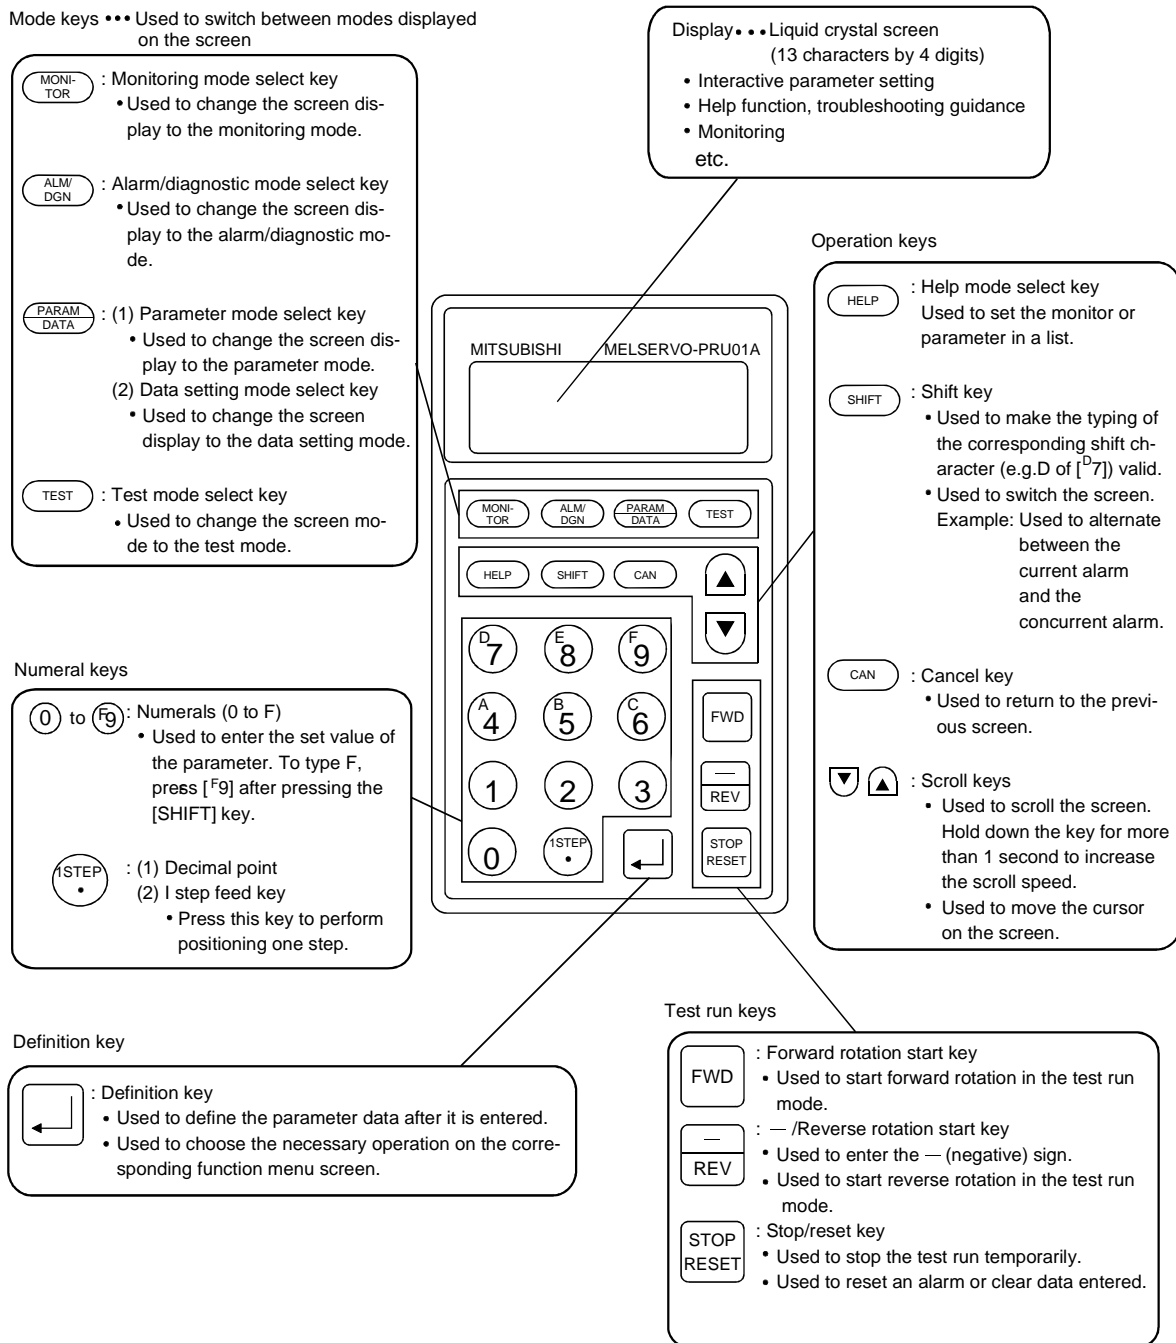 Mode keys ••• Used to switch between modes displayed
on the screen
MONI-
TOR
: Monitoring mode select key
• Used to change the screen dis-
play to the monitoring mode.
ALM/
DGN
: Alarm/diagnostic mode select key
• Used to change the screen dis-
play to the alarm/diagnostic mo-
de.
PARAM
DATA
: (1) Parameter mode select key
• Used to change the screen dis-
play to the parameter mode.
(2) Data setting mode select key
• Used to change the screen
display to the data setting mode.
TEST
: Test mode select key
• Used to change the screen mo-
de to the test mode.
Display • • • Liquid crystal screen
(13 characters by 4 digits)
• Interactive parameter setting
• Help function, troubleshooting guidance
• Monitoring
etc.
Operation keys
HELP
: Help mode select key
Used to set the monitor or
parameter in a list.
SHIFT
: Shift key
• Used to make the typing of
the corresponding shift ch-
aracter (e.g.D of [D7]) valid.
• Used to switch the screen.
Example: Used to alternate
between the
current alarm
and the
concurrent alarm.
CAN
: Cancel key
• Used to return to the previ-
ous screen.
▼ ▲ : Scroll keys
• Used to scroll the screen.
Hold down the key for more
than 1 second to increase
the scroll speed.
• Used to move the cursor
on the screen.
MITSUBISHI MELSERVO-PRU01A
MONI-
TOR
ALM/
DGN
PARAM
DATA
TEST
HELP SHIFT CAN ▲
▼
D7 E8 F9
A4 B5 C6 FWD
1 2 3
—
REV
0 1STEP •
STOP
RESET
Numeral keys
0 to F9 : Numerals (0 to F)
• Used to enter the set value of
the parameter. To type F,
press [F9] after pressing the
[SHIFT] key.
1STEP
•
: (1) Decimal point
(2) I step feed key
• Press this key to perform
positioning one step.
Definition key
: Definition key
• Used to define the parameter data after it is entered.
• Used to choose the necessary operation on the corre-
sponding function menu screen.
Test run keys
FWD
: Forward rotation start key
• Used to start forward rotation in the test run
mode.
—
REV
: — /Reverse rotation start key
• Used to enter the — (negative) sign.
• Used to start reverse rotation in the test run
mode.
STOP
RESET
: Stop/reset key
• Used to stop the test run temporarily.
• Used to reset an alarm or clear data entered.